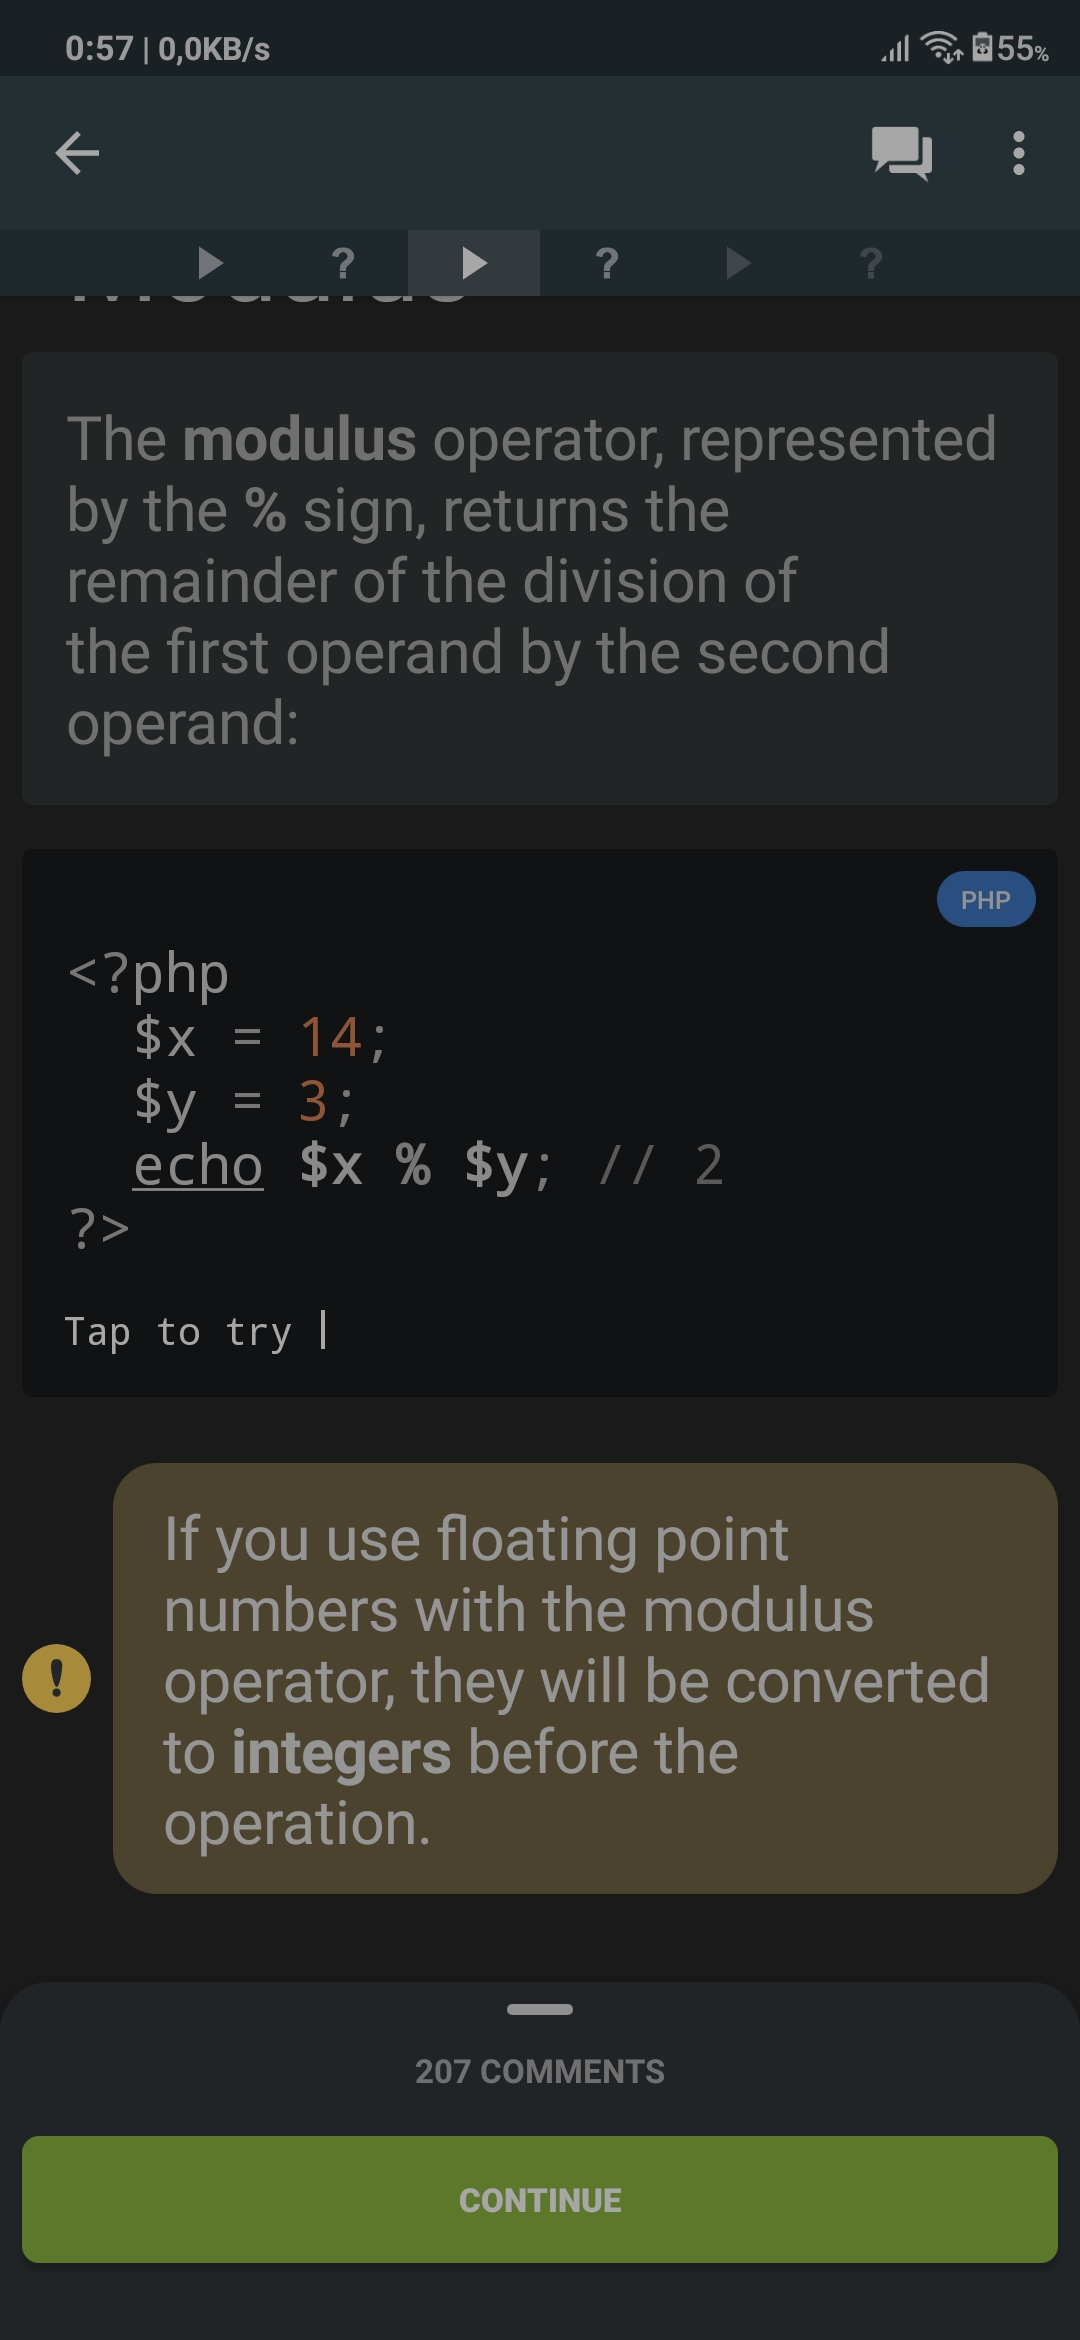 0:57 | 0,0KB/s 55%
? ? ?
The modulus operator, represented
by the % sign, returns the
remainder of the division of
the first operand by the second
operand:
PHP
<?php
$x = 14;
$y = 3;
echo $x % $y; // 2
?>
Tap to try
If you use floating point
numbers with the modulus
operator, they will be converted
to integers before the
operation.
207 COMMENTS
CONTINUE